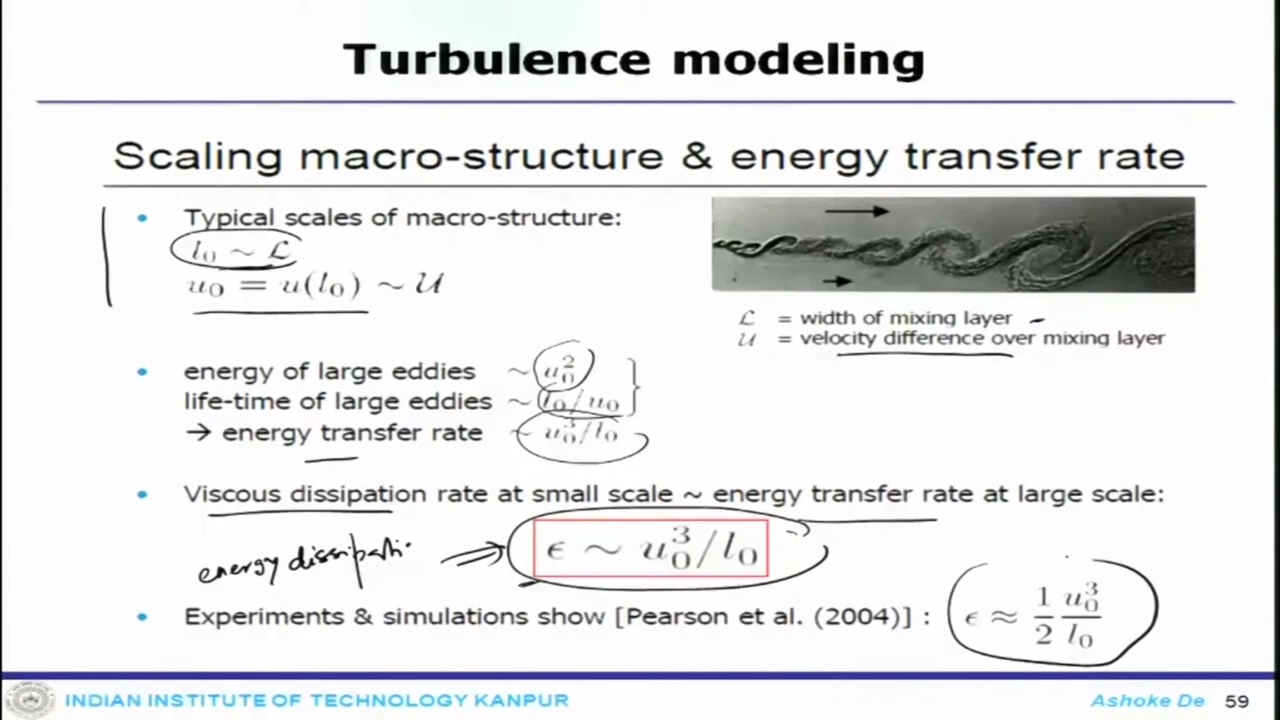 Turbulence modeling
Scaling macro-structure & energy transfer rate
• Typical scales of macro-structure:
l₀ ~ ℒ
u₀ = u(l₀) ~ 𝒰
ℒ = width of mixing layer
𝒰 = velocity difference over mixing layer
• energy of large eddies ~ u₀²
life-time of large eddies ~ l₀/u₀
→ energy transfer rate ~ u₀³/l₀
• Viscous dissipation rate at small scale ~ energy transfer rate at large scale:
energy dissipati ⇒ ϵ ~ u₀³/l₀
• Experiments & simulations show [Pearson et al. (2004)] : ϵ ≈ 1/2 u₀³/l₀
INDIAN INSTITUTE OF TECHNOLOGY KANPUR
Ashoke De 59